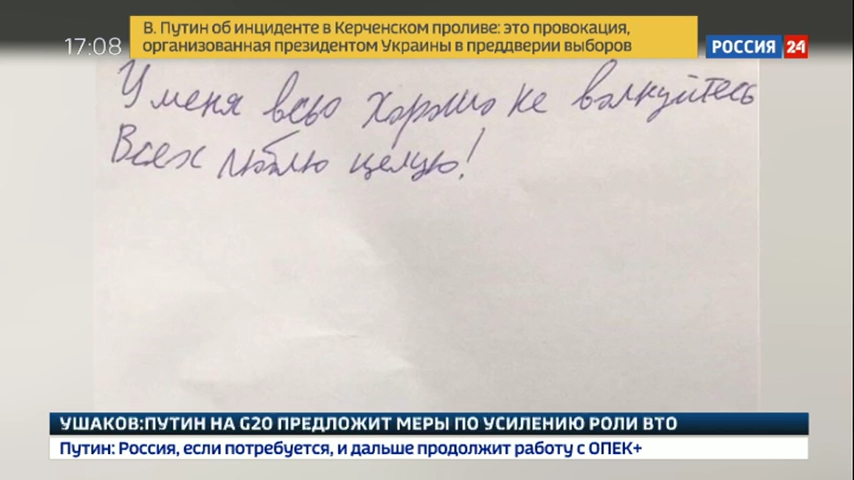 17:08
В. Путин об инциденте в Керченском проливе: это провокация,
организованная президентом Украины в преддверии выборов
РОССИЯ 24
У меня всьо хорошо не волнуйтесь
Всех люблю целую!
УШАКОВ:ПУТИН НА G20 ПРЕДЛОЖИТ МЕРЫ ПО УСИЛЕНИЮ РОЛИ ВТО
Путин: Россия, если потребуется, и дальше продолжит работу с ОПЕК+